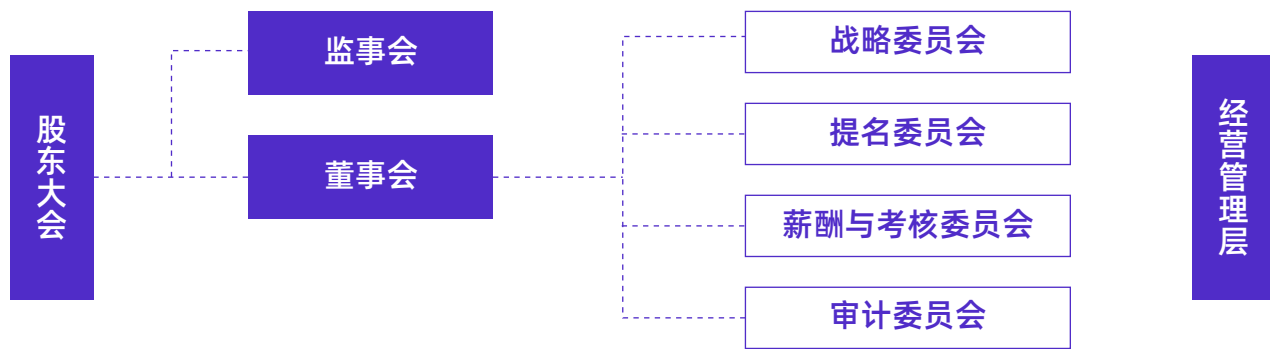 股东大会
监事会
董事会
战略委员会
提名委员会
薪酬与考核委员会
审计委员会
经营管理层